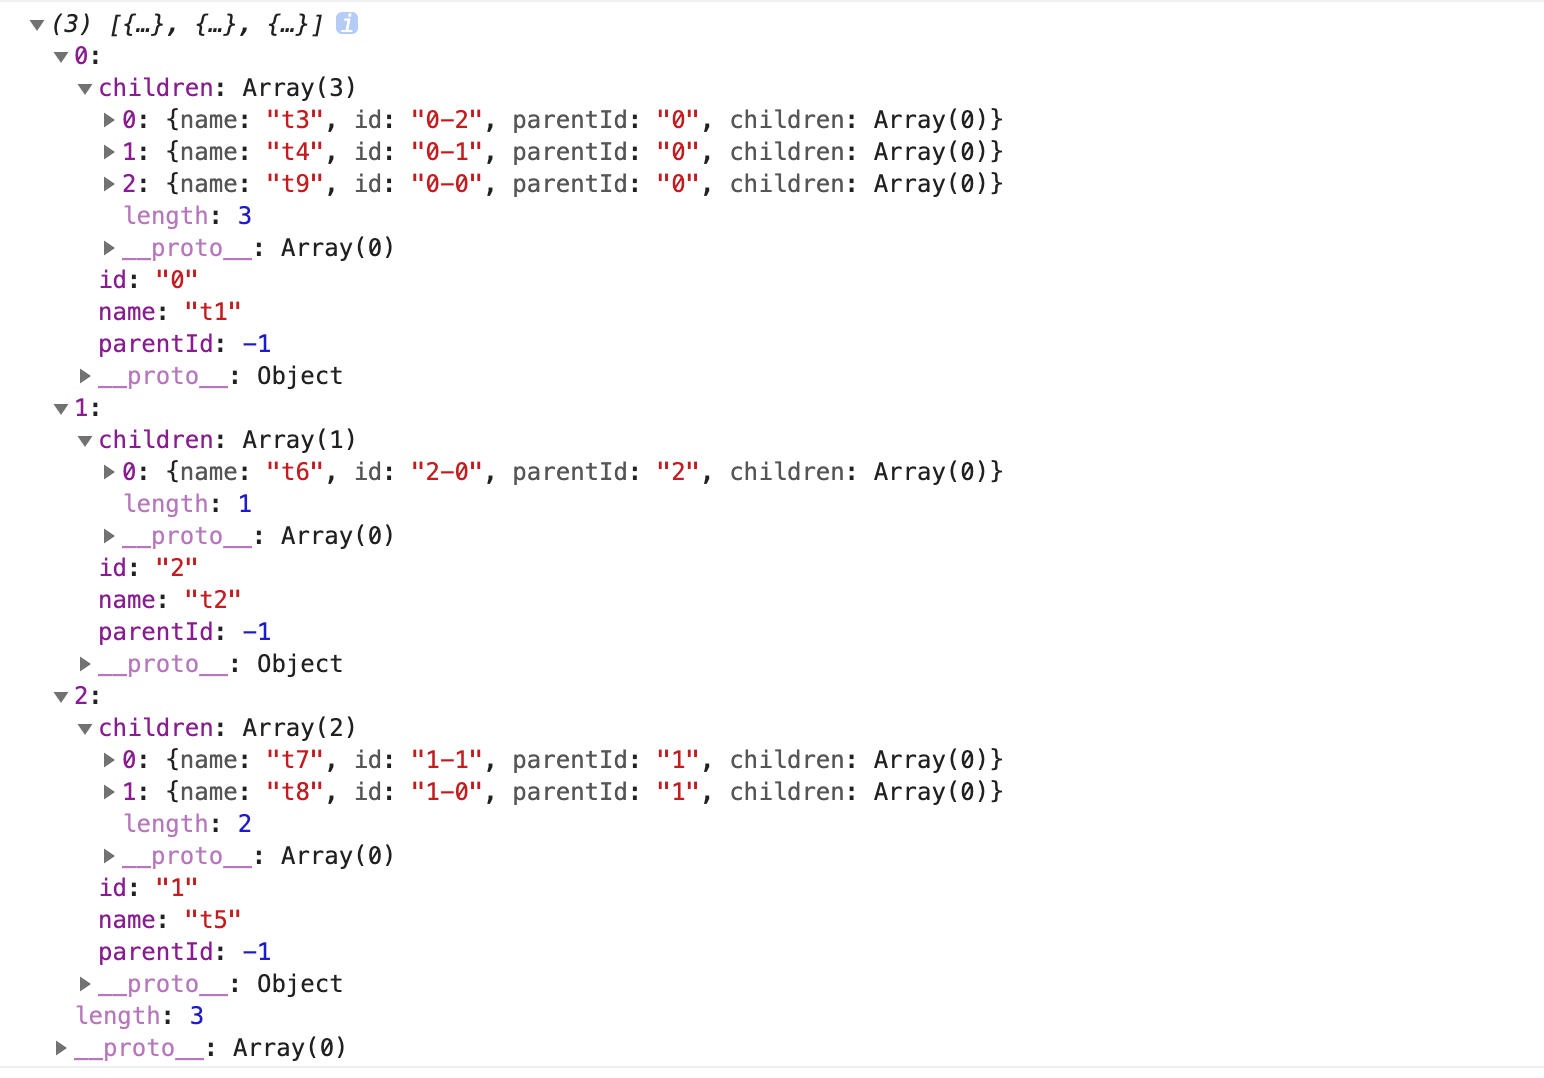 (3) [{…}, {…}, {…}] i
0:
children: Array(3)
0: {name: "t3", id: "0-2", parentId: "0", children: Array(0)}
1: {name: "t4", id: "0-1", parentId: "0", children: Array(0)}
2: {name: "t9", id: "0-0", parentId: "0", children: Array(0)}
length: 3
__proto__: Array(0)
id: "0"
name: "t1"
parentId: -1
__proto__: Object
1:
children: Array(1)
0: {name: "t6", id: "2-0", parentId: "2", children: Array(0)}
length: 1
__proto__: Array(0)
id: "2"
name: "t2"
parentId: -1
__proto__: Object
2:
children: Array(2)
0: {name: "t7", id: "1-1", parentId: "1", children: Array(0)}
1: {name: "t8", id: "1-0", parentId: "1", children: Array(0)}
length: 2
__proto__: Array(0)
id: "1"
name: "t5"
parentId: -1
__proto__: Object
length: 3
__proto__: Array(0)